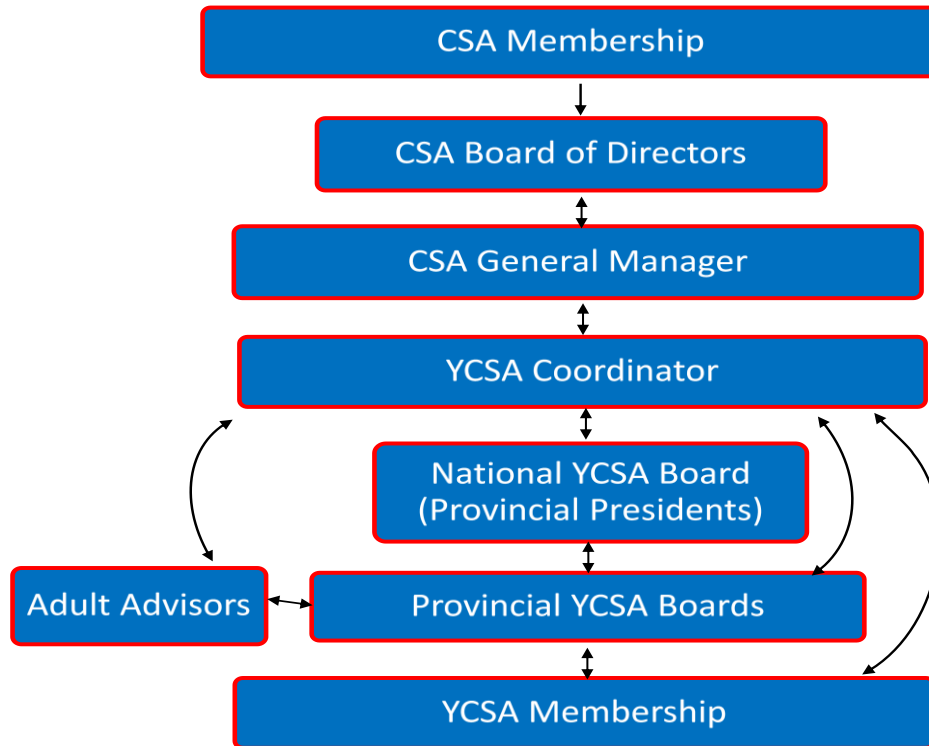 CSA Membership
CSA Board of Directors
CSA General Manager
YCSA Coordinator
National YCSA Board
(Provincial Presidents)
Adult Advisors
Provincial YCSA Boards
YCSA Membership